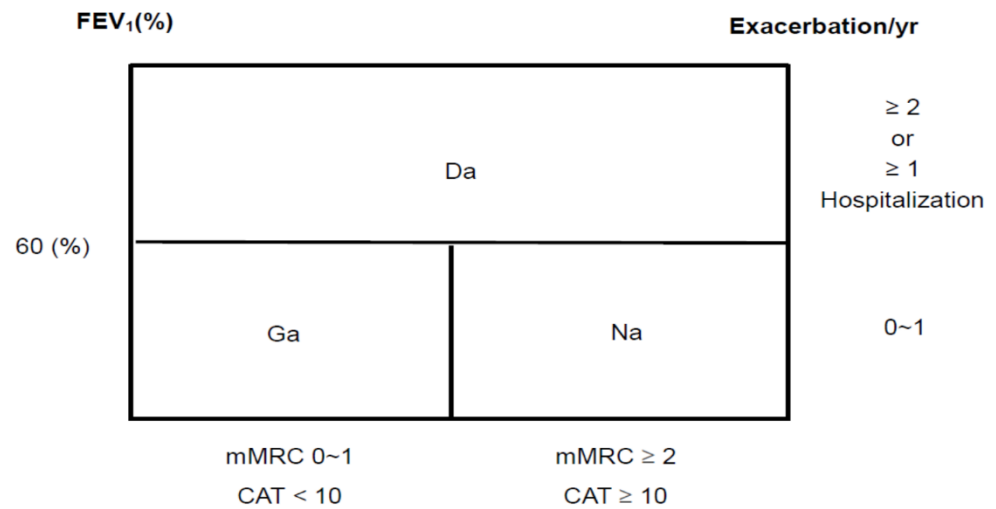 FEV₁(%)
Exacerbation/yr
≥ 2
or
≥ 1
Hospitalization
Da
60 (%)
Ga
Na
0~1
mMRC 0~1
mMRC ≥ 2
CAT < 10
CAT ≥ 10